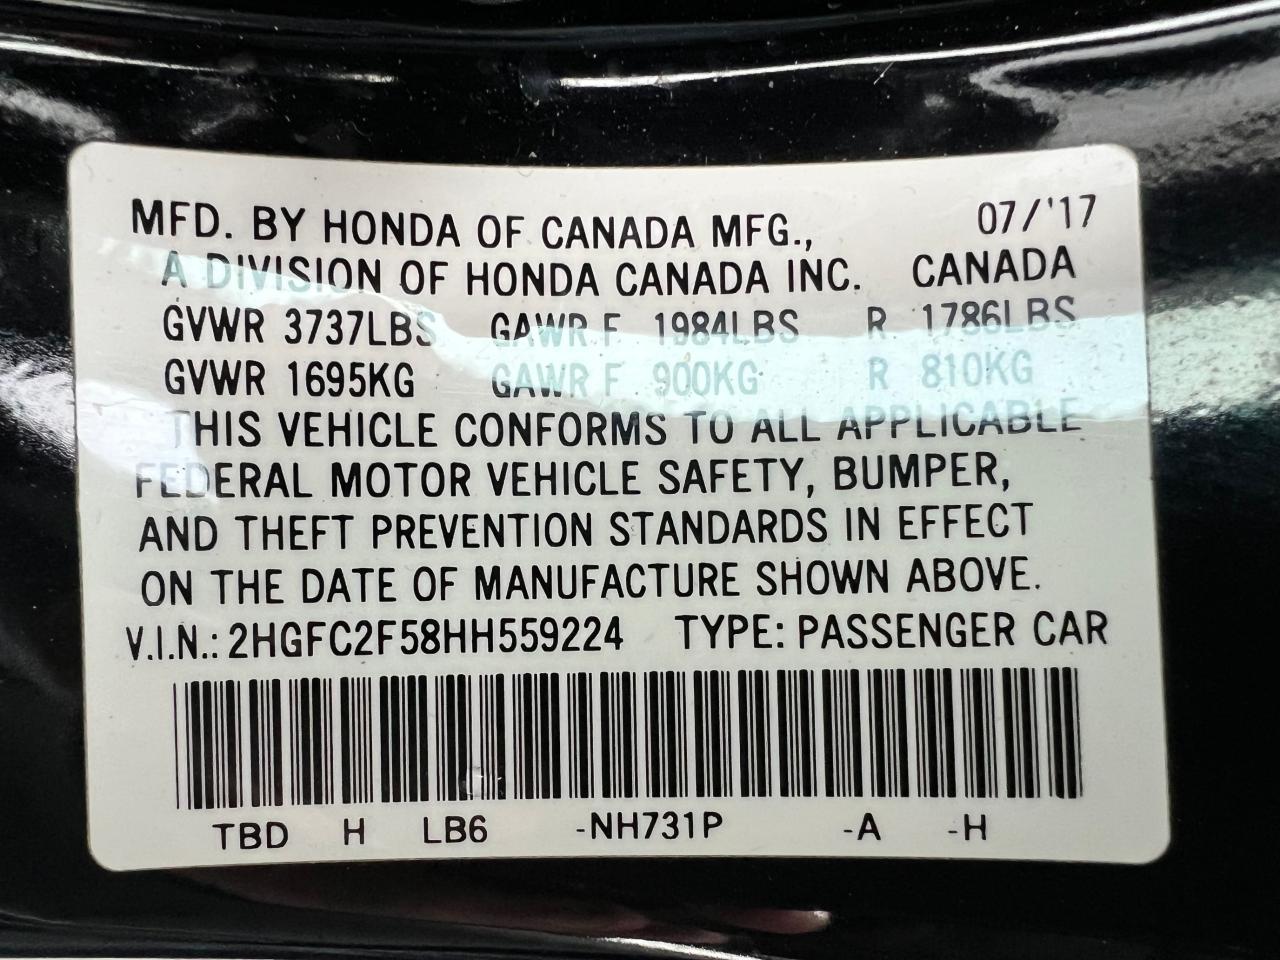 MFD. BY HONDA OF CANADA MFG., 07/'17
A DIVISION OF HONDA CANADA INC. CANADA
GVWR 3737LBS GAWR F 1984LBS R 1786LBS
GVWR 1695KG GAWR F 900KG R 810KG
THIS VEHICLE CONFORMS TO ALL APPLICABLE
FEDERAL MOTOR VEHICLE SAFETY, BUMPER,
AND THEFT PREVENTION STANDARDS IN EFFECT
ON THE DATE OF MANUFACTURE SHOWN ABOVE.
V.I.N.: 2HGFC2F58HH559224 TYPE: PASSENGER CAR
TBD H LB6 -NH731P -A -H